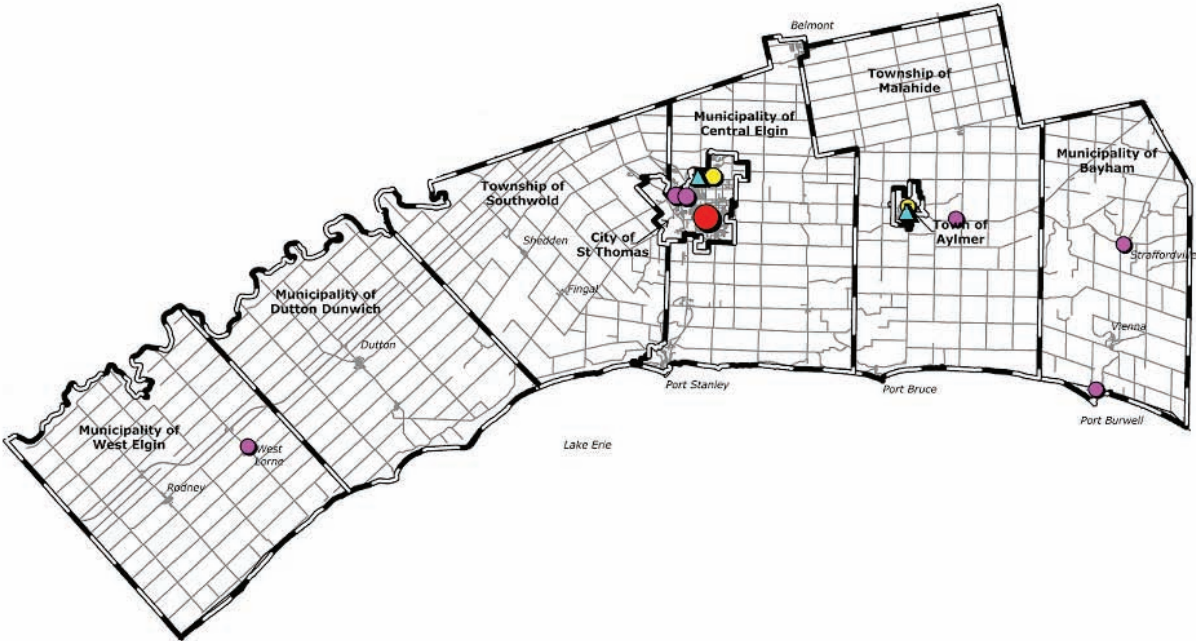 Belmont
Township of
Malahide
Municipality of
Central Elgin
Municipality of
Bayham
Township of
Southwold
City of
St Thomas
Shedden
Town of
Aylmer
Straffordville
Fingal
Municipality of
Dutton Dunwich
Vienna
Dutton
Port Stanley
Port Bruce
Port Burwell
Lake Erie
Municipality of
West Elgin
West
Lorne
Rodney